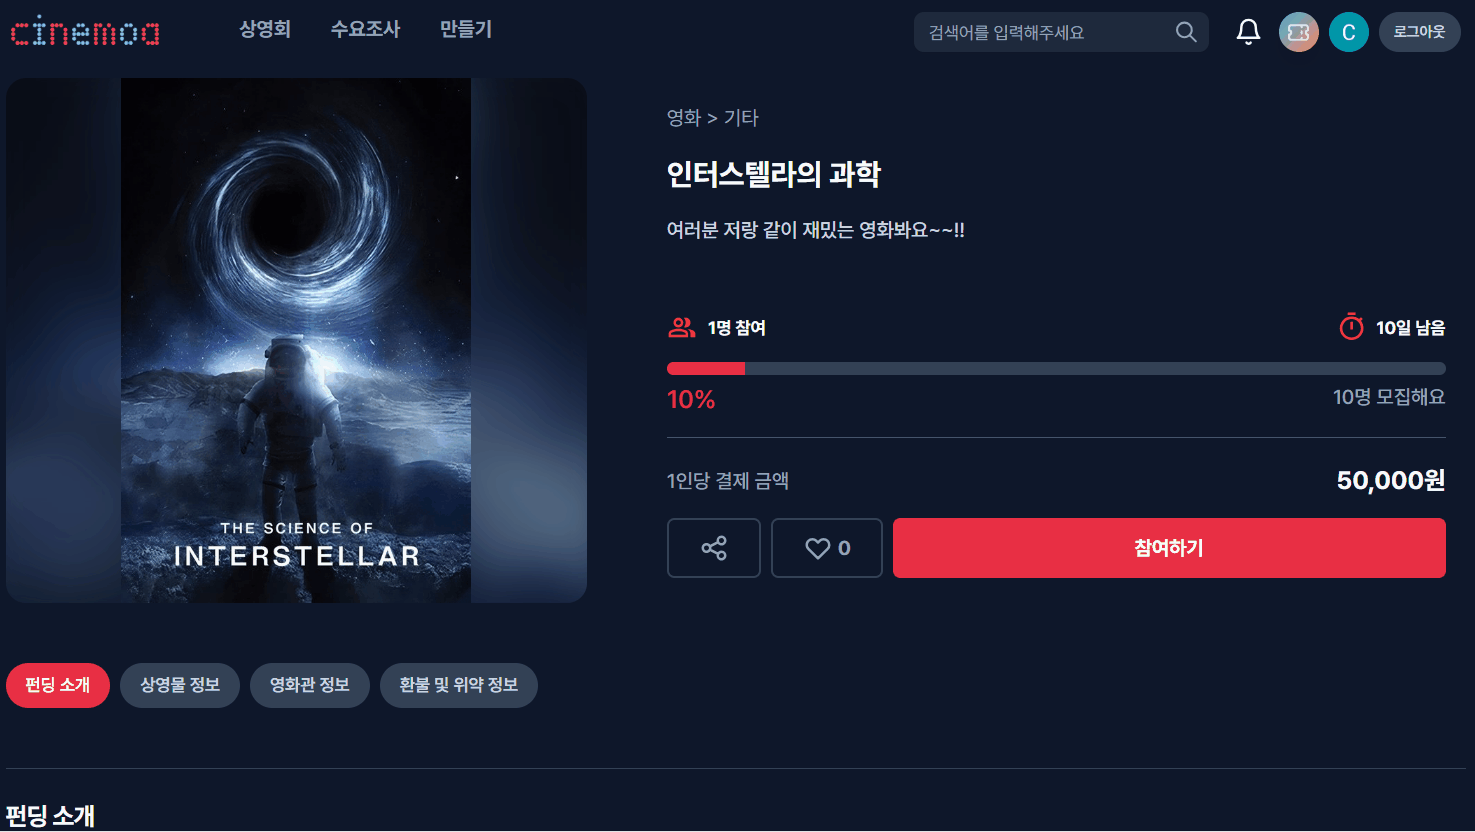 cinemoa
상영회 수요조사 만들기
검색어를 입력해주세요
C
로그아웃
영화 > 기타
인터스텔라의 과학
여러분 저랑 같이 재밌는 영화봐요~~!!
1명 참여
10일 남음
10%
10명 모집해요
1인당 결제 금액
50,000원
0
참여하기
THE SCIENCE OF
INTERSTELLAR
펀딩 소개
상영물 정보
영화관 정보
환불 및 위약 정보
펀딩 소개